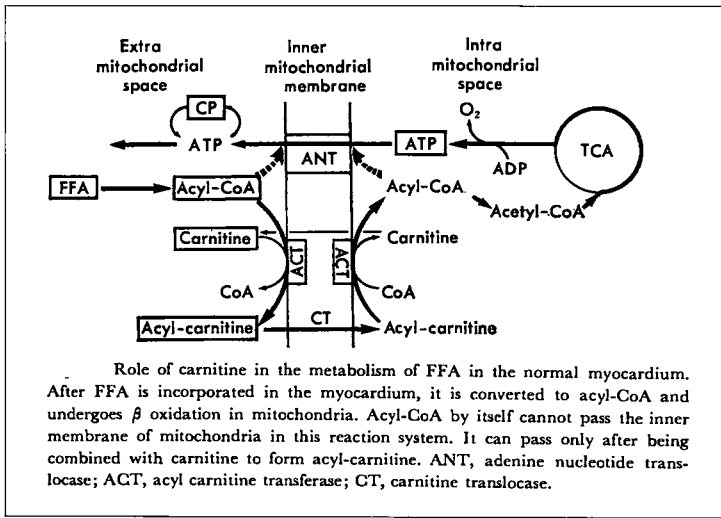 Extra
mitochondrial
space
Inner
mitochondrial
membrane
Intra
mitochondrial
space
CP
O2
ATP
ANT
ATP
ADP
TCA
FFA
Acyl-CoA
Acyl-CoA
Acetyl-CoA
Carnitine
ACT
ACT
Carnitine
CoA
CoA
Acyl-carnitine
CT
Acyl-carnitine
Role of carnitine in the metabolism of FFA in the normal myocardium.
After FFA is incorporated in the myocardium, it is converted to acyl-CoA and
undergoes β oxidation in mitochondria. Acyl-CoA by itself cannot pass the inner
membrane of mitochondria in this reaction system. It can pass only after being
combined with carnitine to form acyl-carnitine. ANT, adenine nucleotide trans-
locase; ACT, acyl carnitine transferase; CT, carnitine translocase.